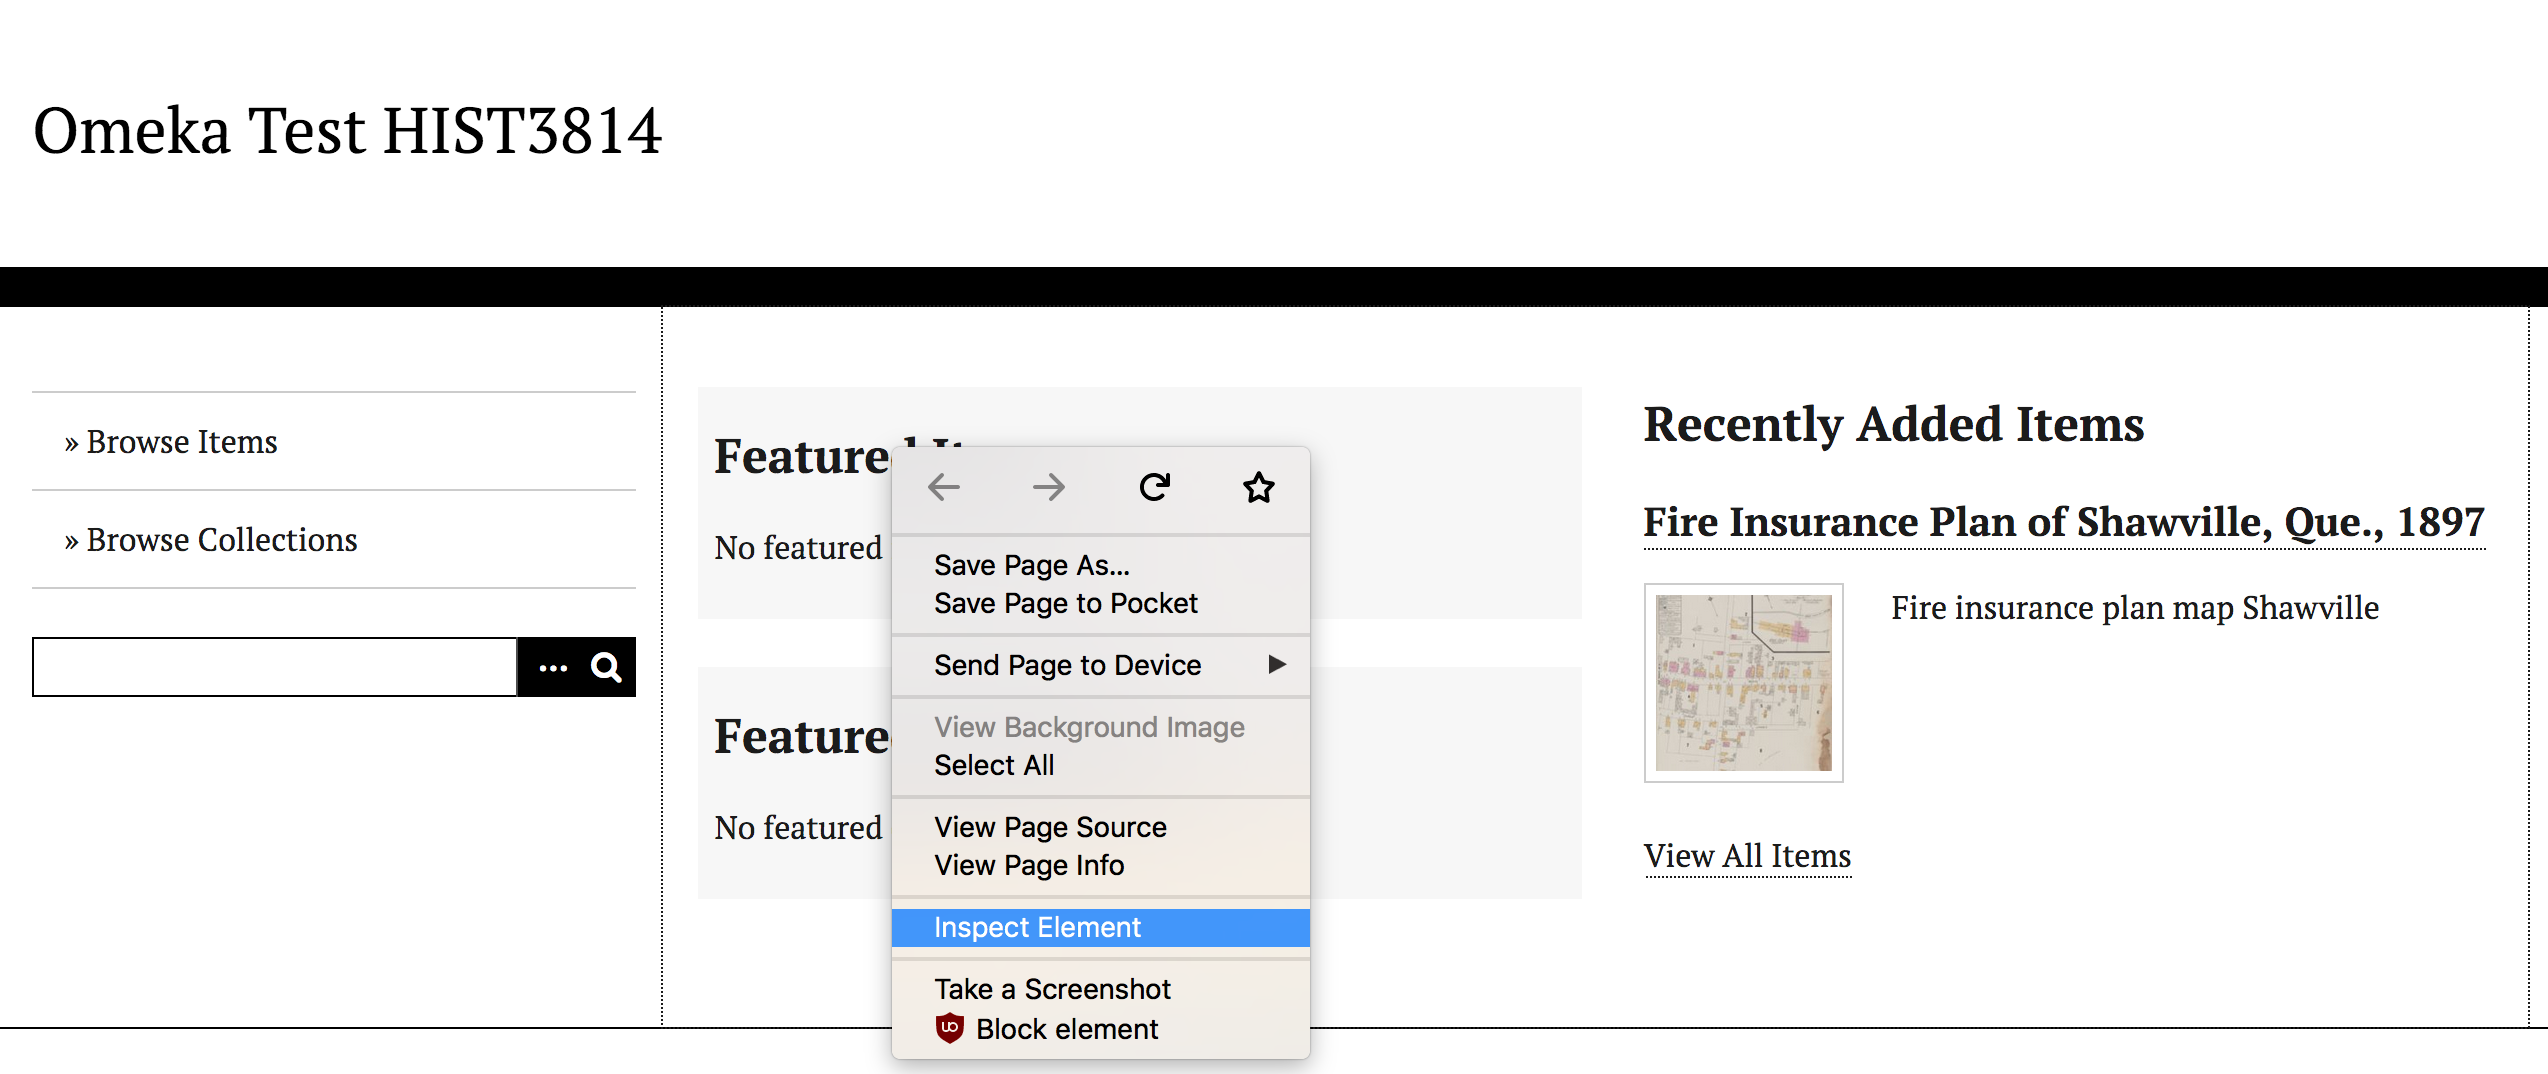 Omeka Test HIST3814
» Browse Items
» Browse Collections
...
Featured It
No featured
Feature
No featured
Save Page As...
Save Page to Pocket
Send Page to Device
View Background Image
Select All
View Page Source
View Page Info
Inspect Element
Take a Screenshot
Block element
Recently Added Items
Fire Insurance Plan of Shawville, Que., 1897
Fire insurance plan map Shawville
View All Items